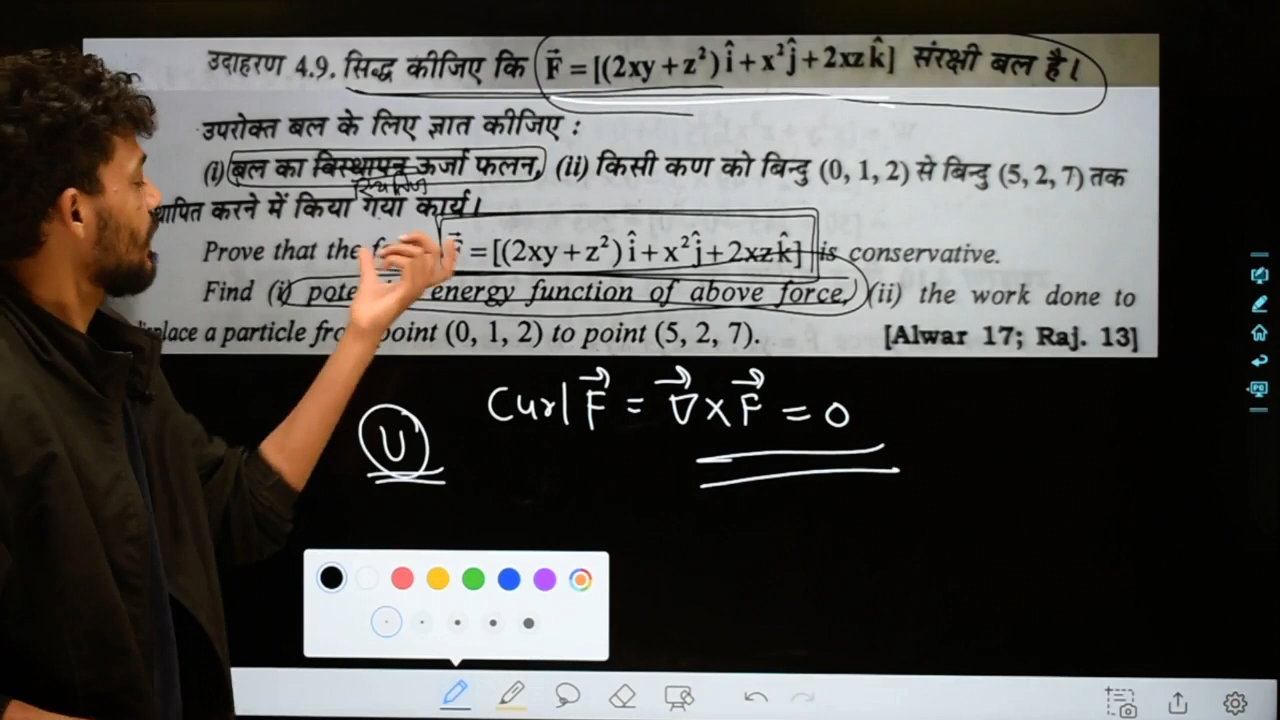 उदाहरण 4.9. सिद्ध कीजिए कि F⃗ = [(2xy + z²) î + x² ĵ + 2xz k̂] संरक्षी बल है।
उपरोक्त बल के लिए ज्ञात कीजिए :
(i) बल का विस्थापन ऊर्जा फलन, (ii) किसी कण को बिन्दु (0, 1, 2) से बिन्दु (5, 2, 7) तक
थापित करने में किया गया कार्य।
Prove that the F⃗ = [(2xy + z²) î + x² ĵ + 2xz k̂] is conservative.
Find (i) energy function of above force, (ii) the work done to
place a particle from point (0, 1, 2) to point (5, 2, 7). [Alwar 17; Raj. 13]
Curl F⃗ = ∇⃗ × F⃗ = 0
U